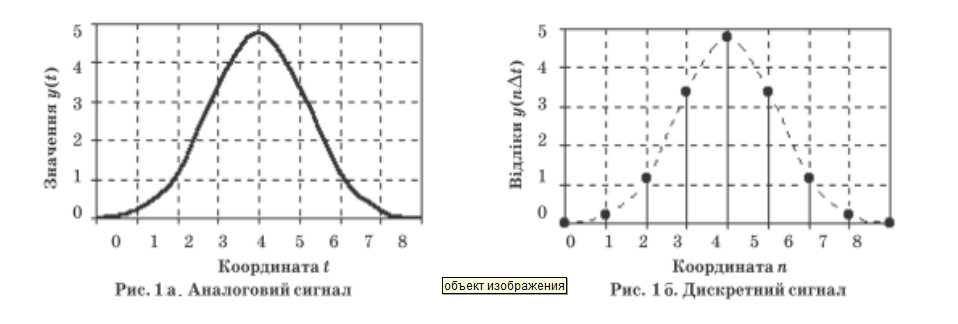 Значення y(t)
5
4
3
2
1
0
0 1 2 3 4 5 6 7 8
Координата t
Рис. 1 а. Аналоговий сигнал
Відліки y(nΔt)
5
4
3
2
1
0
0 1 2 3 4 5 6 7 8
Координата n
Рис. 1 б. Дискретний сигнал
объект изображения